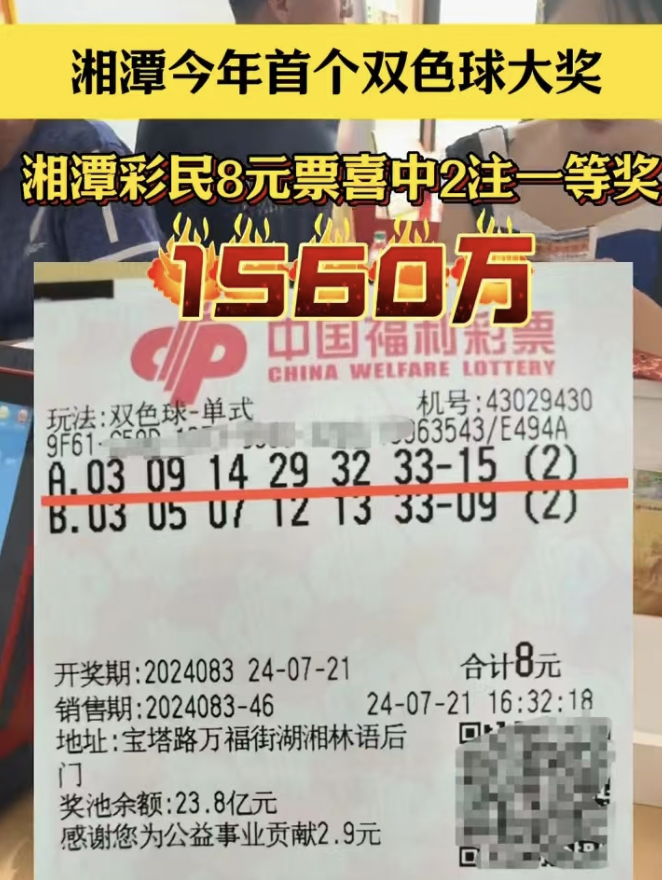 湘潭今年首个双色球大奖
湘潭彩民8元票喜中2注一等奖
1560万
中国福利彩票
CHINA WELFARE LOTTERY
玩法:双色球-单式 机号:43029430
9F61- 063543/E494A
A.03 09 14 29 32 33-15 (2)
B.03 05 07 12 13 33-09 (2)
开奖期:2024083 24-07-21 合计8元
销售期:2024083-46 24-07-21 16:32:18
地址:宝塔路万福街湖湘林语后
门
奖池余额:23.8亿元
感谢您为公益事业贡献2.9元